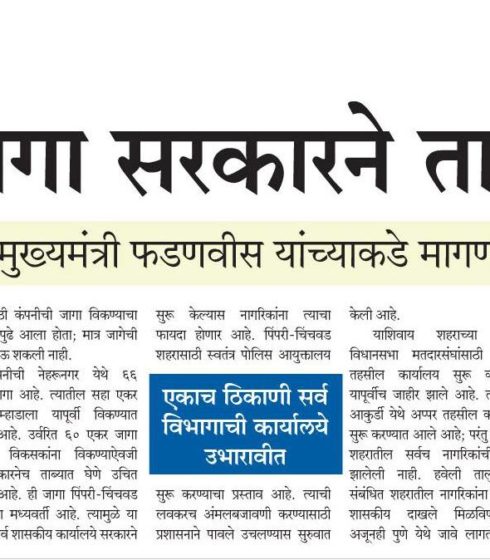 सरकारने
मुख्यमंत्री फडणवीस यांच्याकडे
कंपनीची जागा विकण्याचा
पुढे आला होता; मात्र जागेची
शकली नाही.
नेहरूनगर येथे ६६
आहे. त्यातील सहा एकर
म्हाडाला यापूर्वी विकण्यात
आहे. उर्वरित ६० एकर जागा
विकसकांना विकण्याऐवजी
ताब्यात घेणे उचित
आहे. ही जागा पिंपरी-चिंचवड
मध्यवर्ती आहे. त्यामुळे या
शासकीय कार्यालये सरकारने
सुरू केल्यास नागरिकांना त्याचा
फायदा होणार आहे. पिंपरी-चिंचवड
शहरासाठी स्वतंत्र पोलिस आयुक्तालय
एकाच ठिकाणी सर्व
विभागाची कार्यालये
उभारावीत
सुरू करण्याचा प्रस्ताव आहे. त्याची
लवकरच अंमलबजावणी करण्यासाठी
प्रशासनाने पावले उचलण्यास सुरुवात
केली आहे.
याशिवाय शहराच्या
विधानसभा मतदारसंघांसाठी
तहसील कार्यालय सुरू
यापूर्वीच जाहीर झाले आहे.
आकुर्डी येथे अप्पर तहसील
सुरू करण्यात आले आहे; परंतु
शहरातील सर्वच नागरिकांची
झालेली नाही. हवेली
संबंधित शहरातील नागरिकांना
शासकीय दाखले
अजूनही पुणे येथे जावे